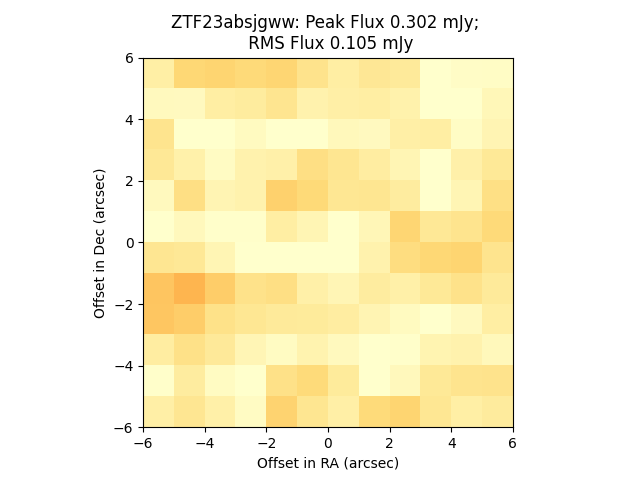 ZTF23absjgww: Peak Flux 0.302 mJy;
RMS Flux 0.105 mJy
6
4
2
0
−2
−4
−6
Offset in Dec (arcsec)
−6 −4 −2 0 2 4 6
Offset in RA (arcsec)